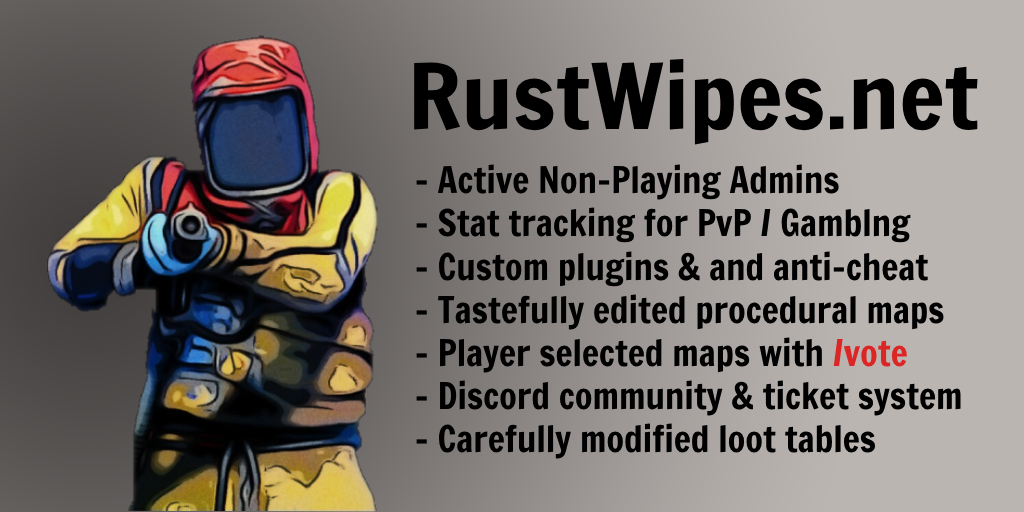 RustWipes.net
- Active Non-Playing Admins
- Stat tracking for PvP / GambIng
- Custom plugins & and anti-cheat
- Tastefully edited procedural maps
- Player selected maps with /vote
- Discord community & ticket system
- Carefully modified loot tables